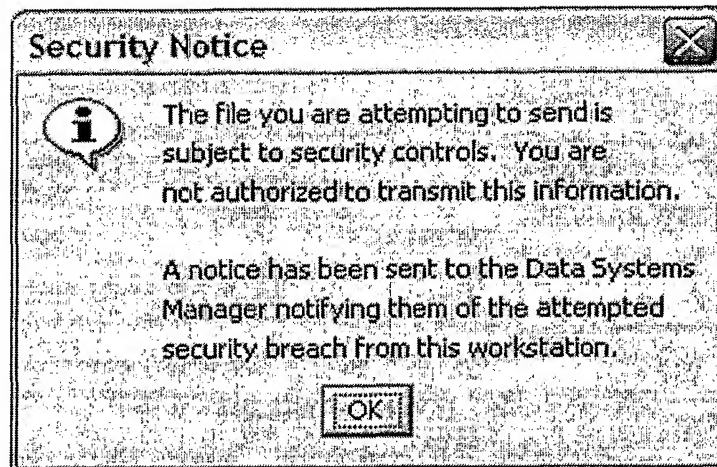 Security Notice
The file you are attempting to send is
subject to security controls. You are
not authorized to transmit this information.
A notice has been sent to the Data Systems
Manager notifying them of the attempted
security breach from this workstation.
OK